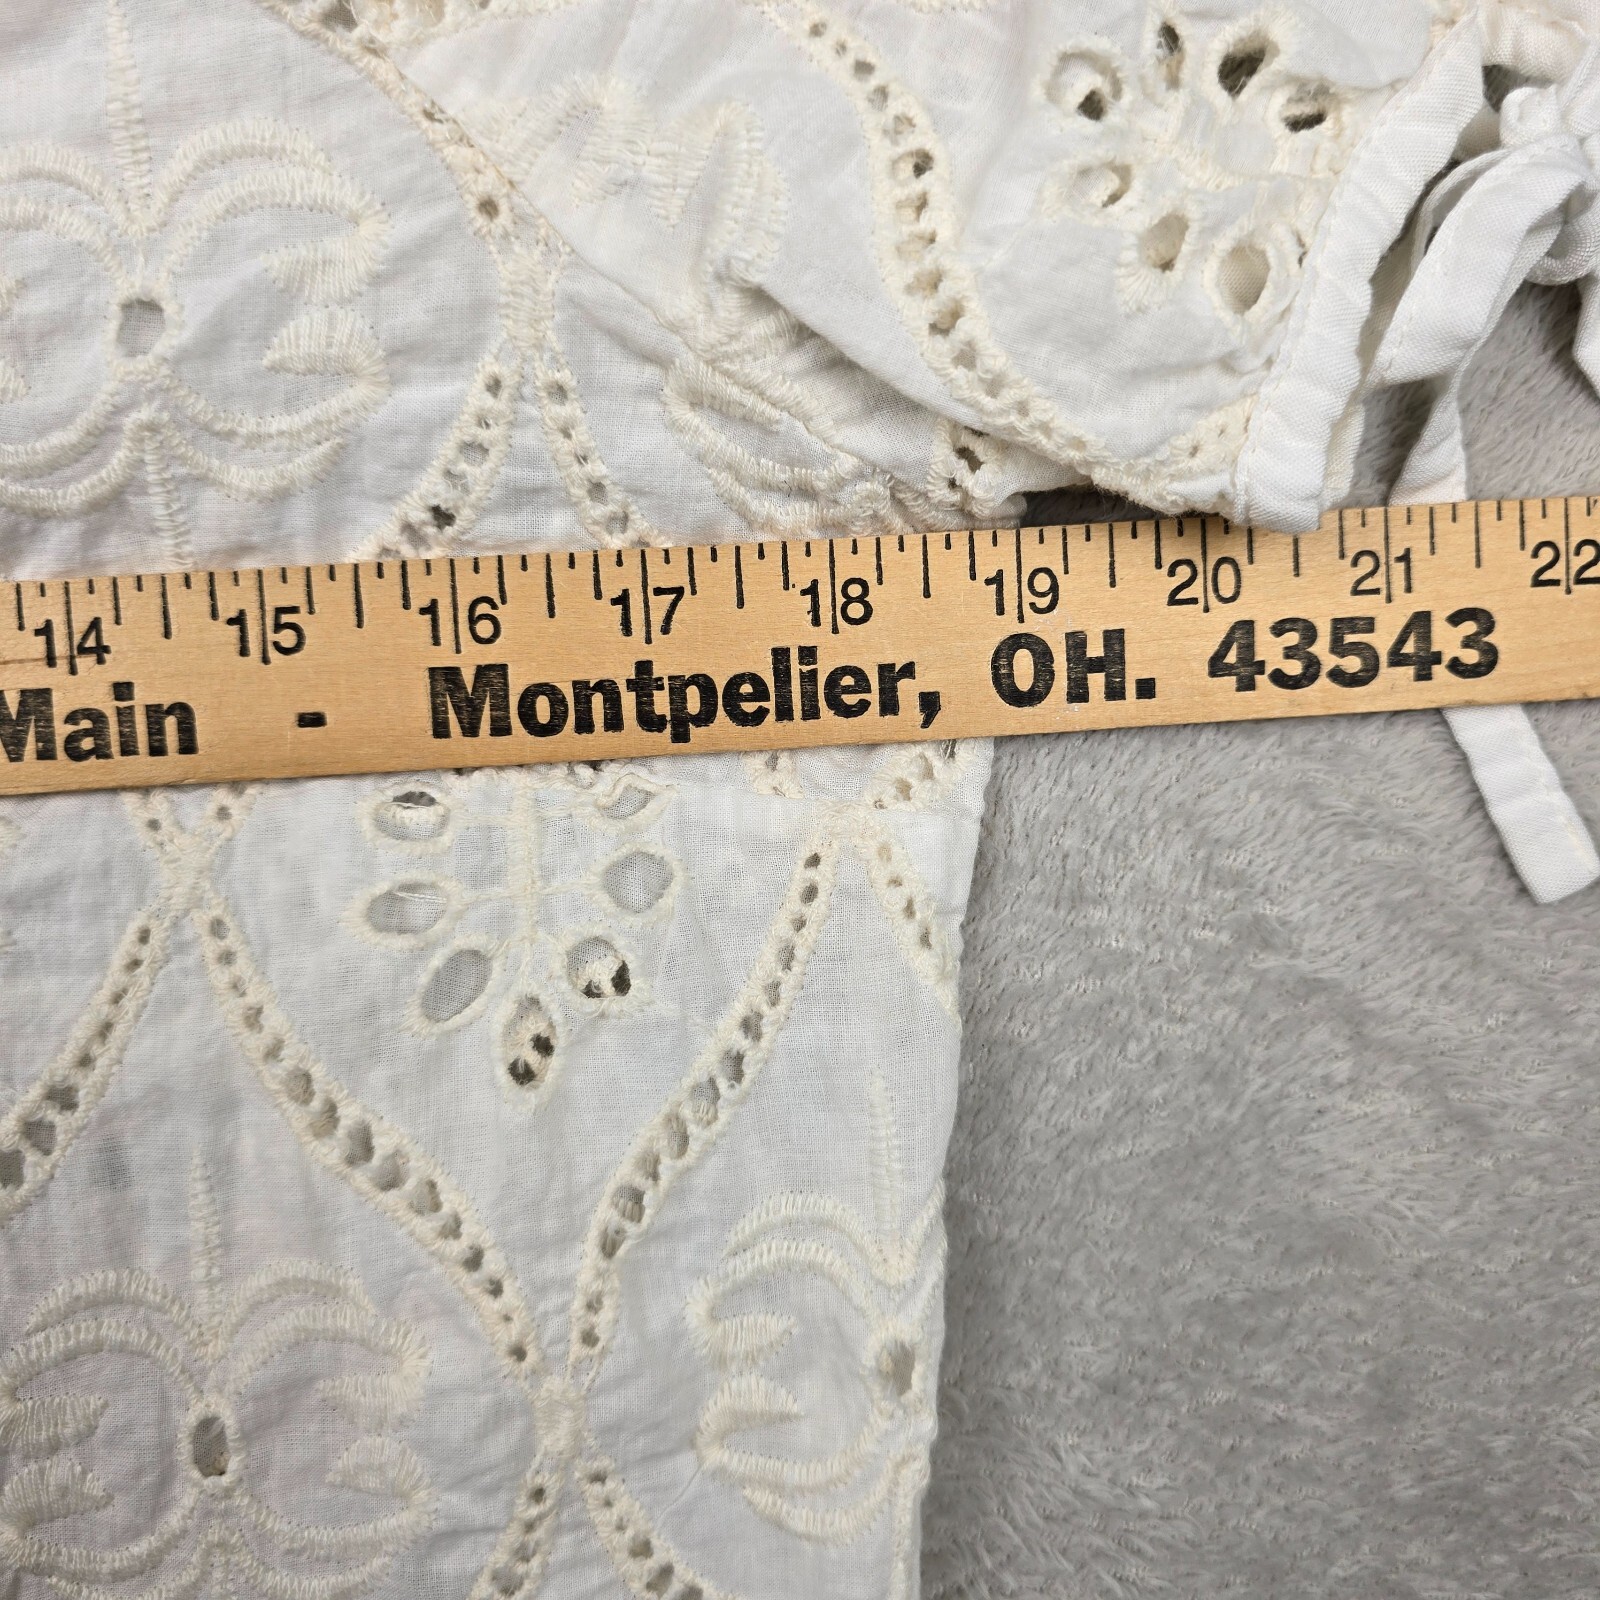 14 15 16 17 18 19 20 21 22
Main - Montpelier, OH. 43543